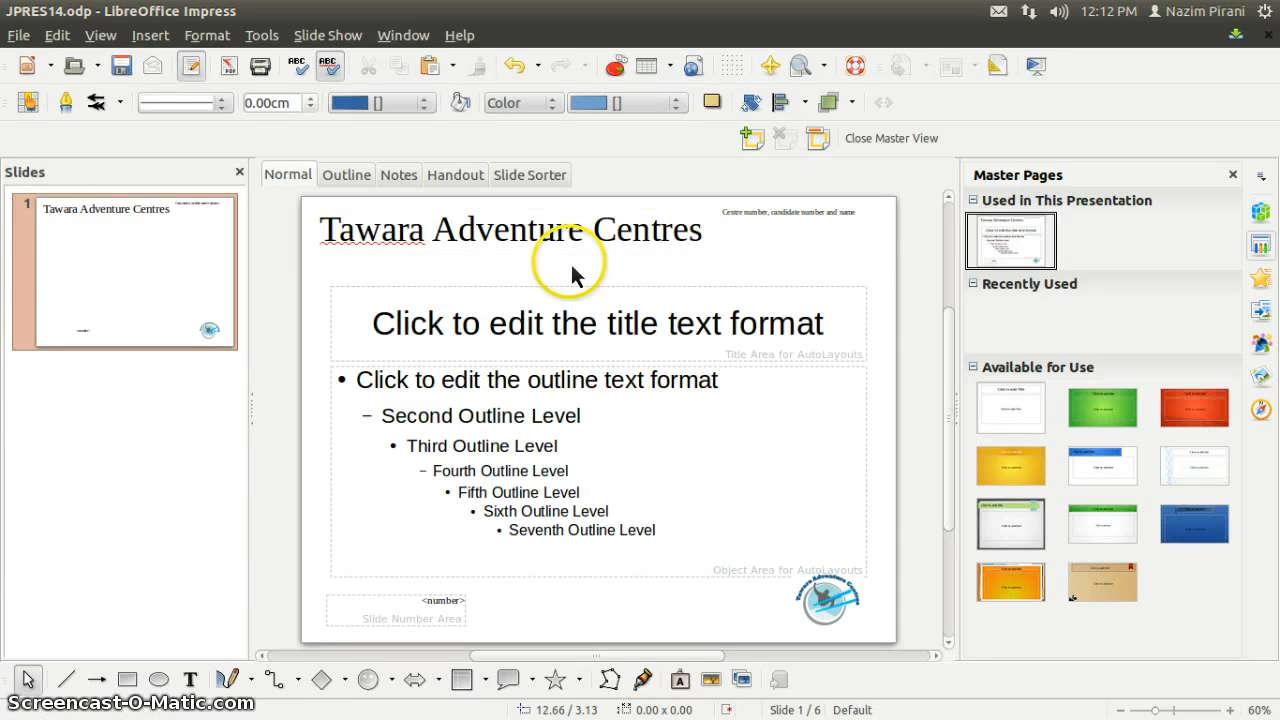 JPRES14.odp - LibreOffice Impress
12:12 PM
Nazim Pirani
File Edit View Insert Format Tools Slide Show Window Help
ABC ABC
0.00cm
[]
Color
[]
Close Master View
Slides
1
Tawara Adventure Centres
Normal Outline Notes Handout Slide Sorter
Tawara Adventure Centres
Centre number, candidate number and name
Click to edit the title text format
Title Area for AutoLayouts
• Click to edit the outline text format
– Second Outline Level
• Third Outline Level
– Fourth Outline Level
• Fifth Outline Level
• Sixth Outline Level
• Seventh Outline Level
Object Area for AutoLayouts
<number>
Slide Number Area
Tawara Adventure Centres
Master Pages
Used in This Presentation
Recently Used
Available for Use
Screencast-O-Matic.com
12.66 / 3.13
0.00 x 0.00
Slide 1 / 6
Default
60%